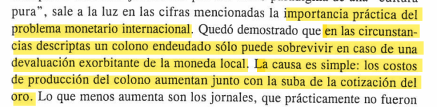 pura", sale a la luz en las cifras mencionadas la importancia práctica del
problema monetario internacional. Quedó demostrado que en las circunstan-
cias descriptas un colono endeudado sólo puede sobrevivir en caso de una
devaluación exorbitante de la moneda local. La causa es simple: los costos
de producción del colono aumentan junto con la suba de la cotización del
oro. Lo que menos aumenta son los jornales, que prácticamente no fueron